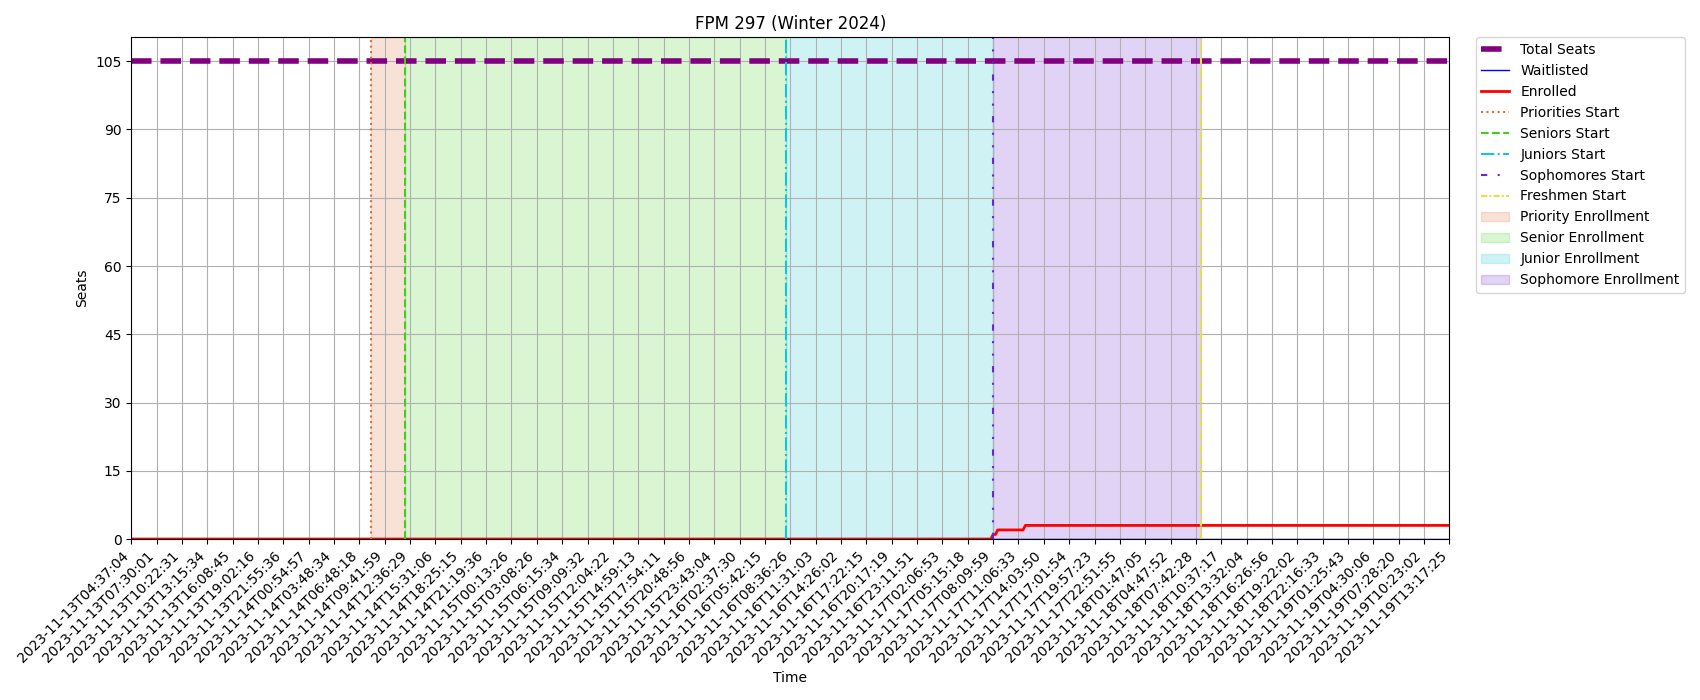 FPM 297 (Winter 2024)
Seats
105
90
75
60
45
30
15
0
2023-11-13T04:37:04
2023-11-13T07:30:01
2023-11-13T10:22:31
2023-11-13T13:15:34
2023-11-13T16:08:45
2023-11-13T19:02:16
2023-11-13T21:55:36
2023-11-14T00:54:57
2023-11-14T03:48:34
2023-11-14T06:48:18
2023-11-14T09:41:59
2023-11-14T12:36:29
2023-11-14T15:31:06
2023-11-14T18:25:15
2023-11-14T21:19:36
2023-11-15T00:13:26
2023-11-15T03:08:26
2023-11-15T06:15:34
2023-11-15T09:09:32
2023-11-15T12:04:22
2023-11-15T14:59:13
2023-11-15T17:54:11
2023-11-15T20:48:56
2023-11-15T23:43:04
2023-11-16T02:37:30
2023-11-16T05:42:15
2023-11-16T08:36:26
2023-11-16T11:31:03
2023-11-16T14:26:02
2023-11-16T17:22:15
2023-11-16T20:17:19
2023-11-16T23:11:51
2023-11-17T02:06:53
2023-11-17T05:15:18
2023-11-17T08:09:59
2023-11-17T11:06:33
2023-11-17T14:03:50
2023-11-17T17:01:54
2023-11-17T19:57:23
2023-11-17T22:51:55
2023-11-18T01:47:05
2023-11-18T04:47:52
2023-11-18T07:42:28
2023-11-18T10:37:17
2023-11-18T13:32:04
2023-11-18T16:26:56
2023-11-18T19:22:02
2023-11-18T22:16:33
2023-11-19T01:25:43
2023-11-19T04:30:06
2023-11-19T07:28:20
2023-11-19T10:23:02
2023-11-19T13:17:25
Time
Total Seats
Waitlisted
Enrolled
Priorities Start
Seniors Start
Juniors Start
Sophomores Start
Freshmen Start
Priority Enrollment
Senior Enrollment
Junior Enrollment
Sophomore Enrollment